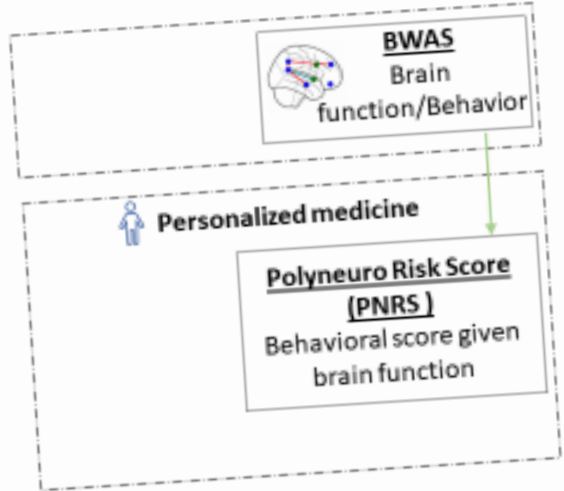 BWAS
Brain
function/Behavior
Personalized medicine
Polyneuro Risk Score
(PNRS )
Behavioral score given
brain function